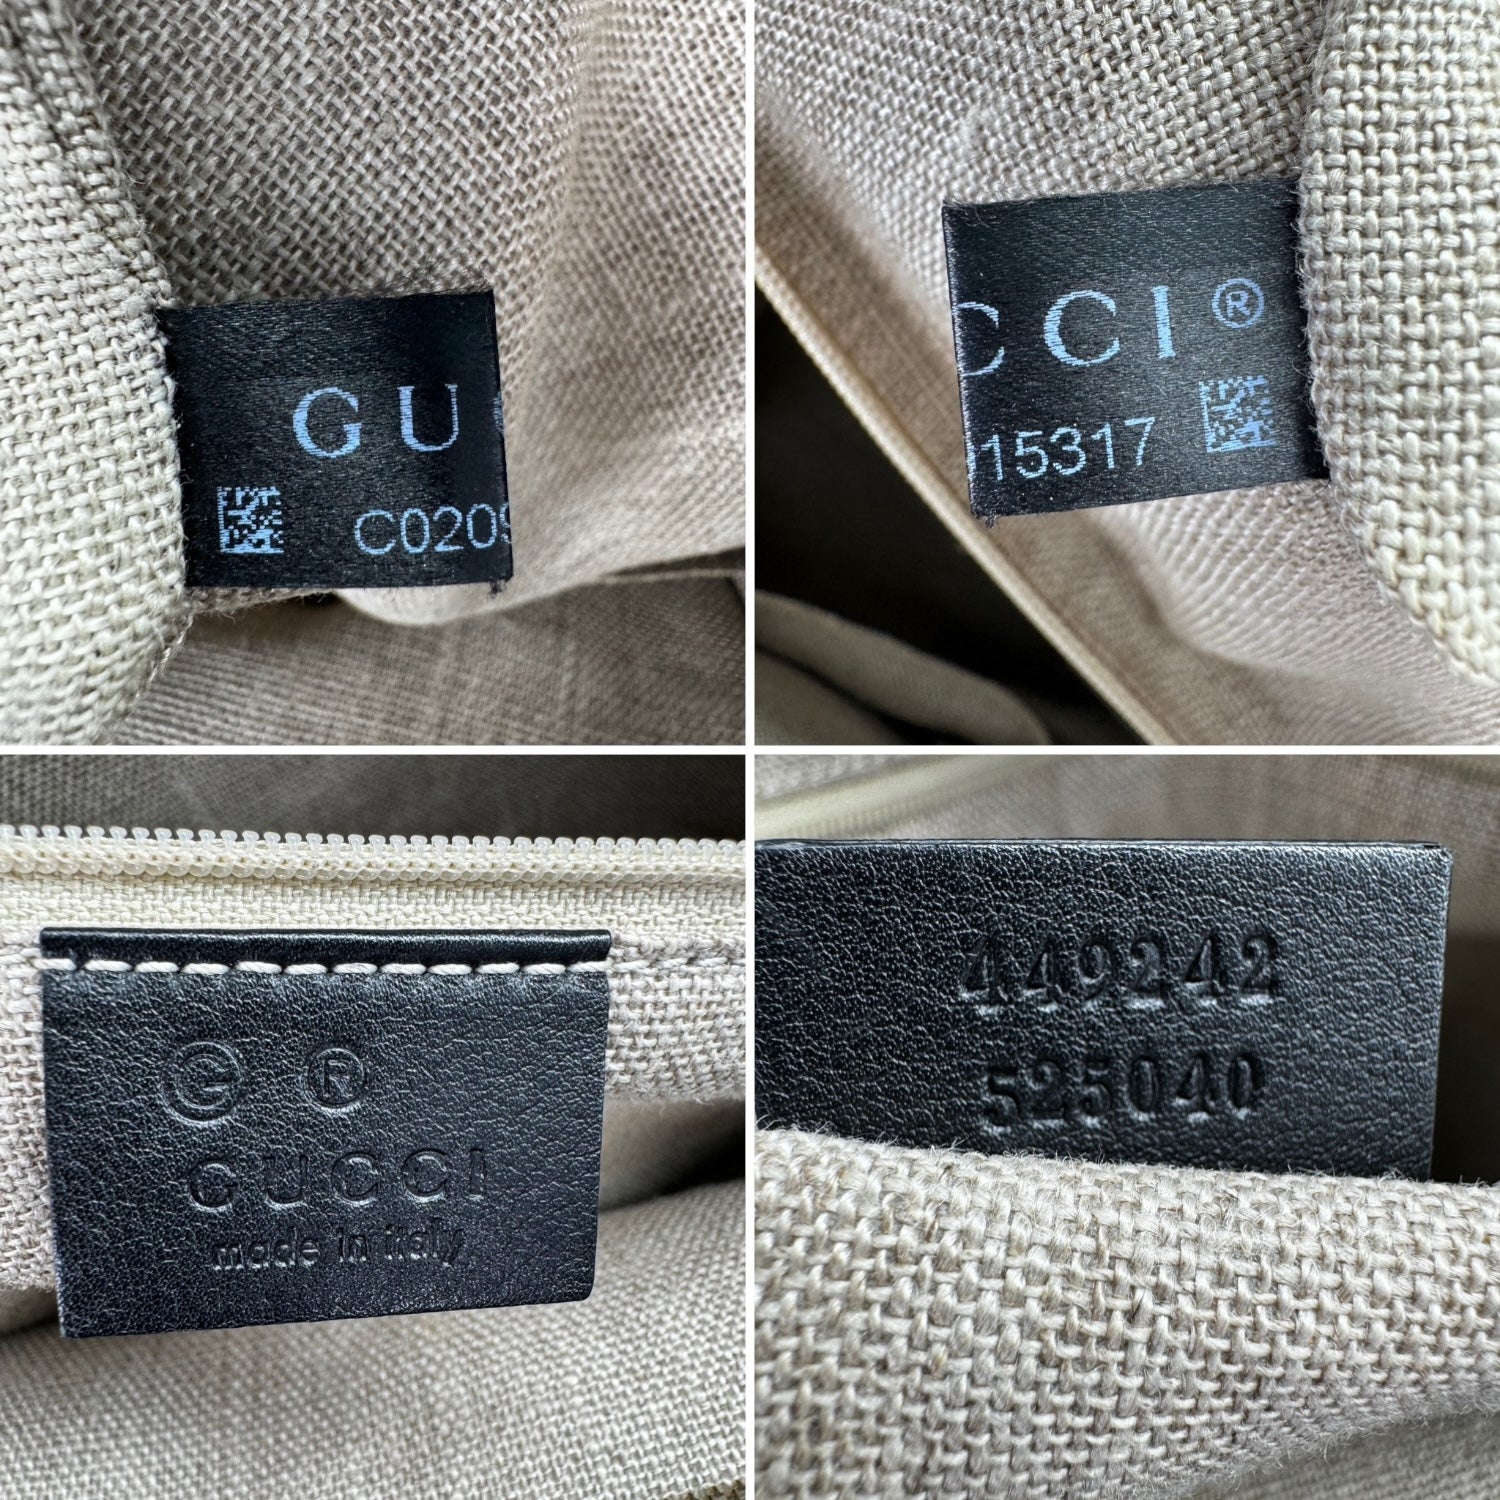 GU
C0209
CCI ®
15317
G ®
GUCCI
made in italy
449242
525040